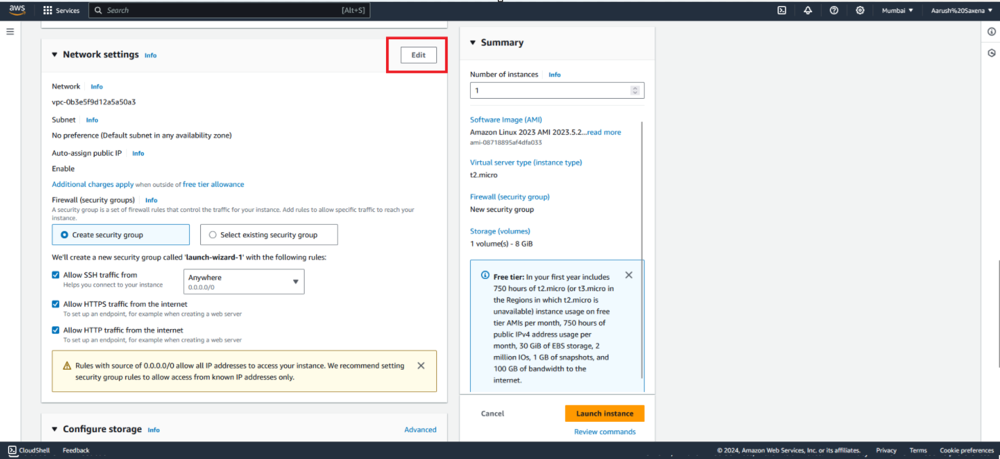 aws Services Search [Alt+S] Mumbai Aarush%20Saxena
Network settings Info Edit
Network Info
vpc-0b3e5f9d12a5a50a3
Subnet Info
No preference (Default subnet in any availability zone)
Auto-assign public IP Info
Enable
Additional charges apply when outside of free tier allowance
Firewall (security groups) Info
A security group is a set of firewall rules that control the traffic for your instance. Add rules to allow specific traffic to reach your
instance.
Create security group Select existing security group
We'll create a new security group called 'launch-wizard-1' with the following rules:
Allow SSH traffic from
Helps you connect to your instance
Anywhere
0.0.0.0/0
Allow HTTPS traffic from the internet
To set up an endpoint, for example when creating a web server
Allow HTTP traffic from the internet
To set up an endpoint, for example when creating a web server
Rules with source of 0.0.0.0/0 allow all IP addresses to access your instance. We recommend setting
security group rules to allow access from known IP addresses only.
Configure storage Info Advanced
Summary
Number of instances Info
1
Software Image (AMI)
Amazon Linux 2023 AMI 2023.5.2...read more
ami-08718895af4dfa033
Virtual server type (instance type)
t2.micro
Firewall (security group)
New security group
Storage (volumes)
1 volume(s) - 8 GiB
Free tier: In your first year includes
750 hours of t2.micro (or t3.micro in
the Regions in which t2.micro is
unavailable) instance usage on free
tier AMIs per month, 750 hours of
public IPv4 address usage per
month, 30 GiB of EBS storage, 2
million IOs, 1 GB of snapshots, and
100 GB of bandwidth to the
internet.
Cancel Launch instance
Review commands
CloudShell Feedback © 2024, Amazon Web Services, Inc. or its affiliates. Privacy Terms Cookie preferences